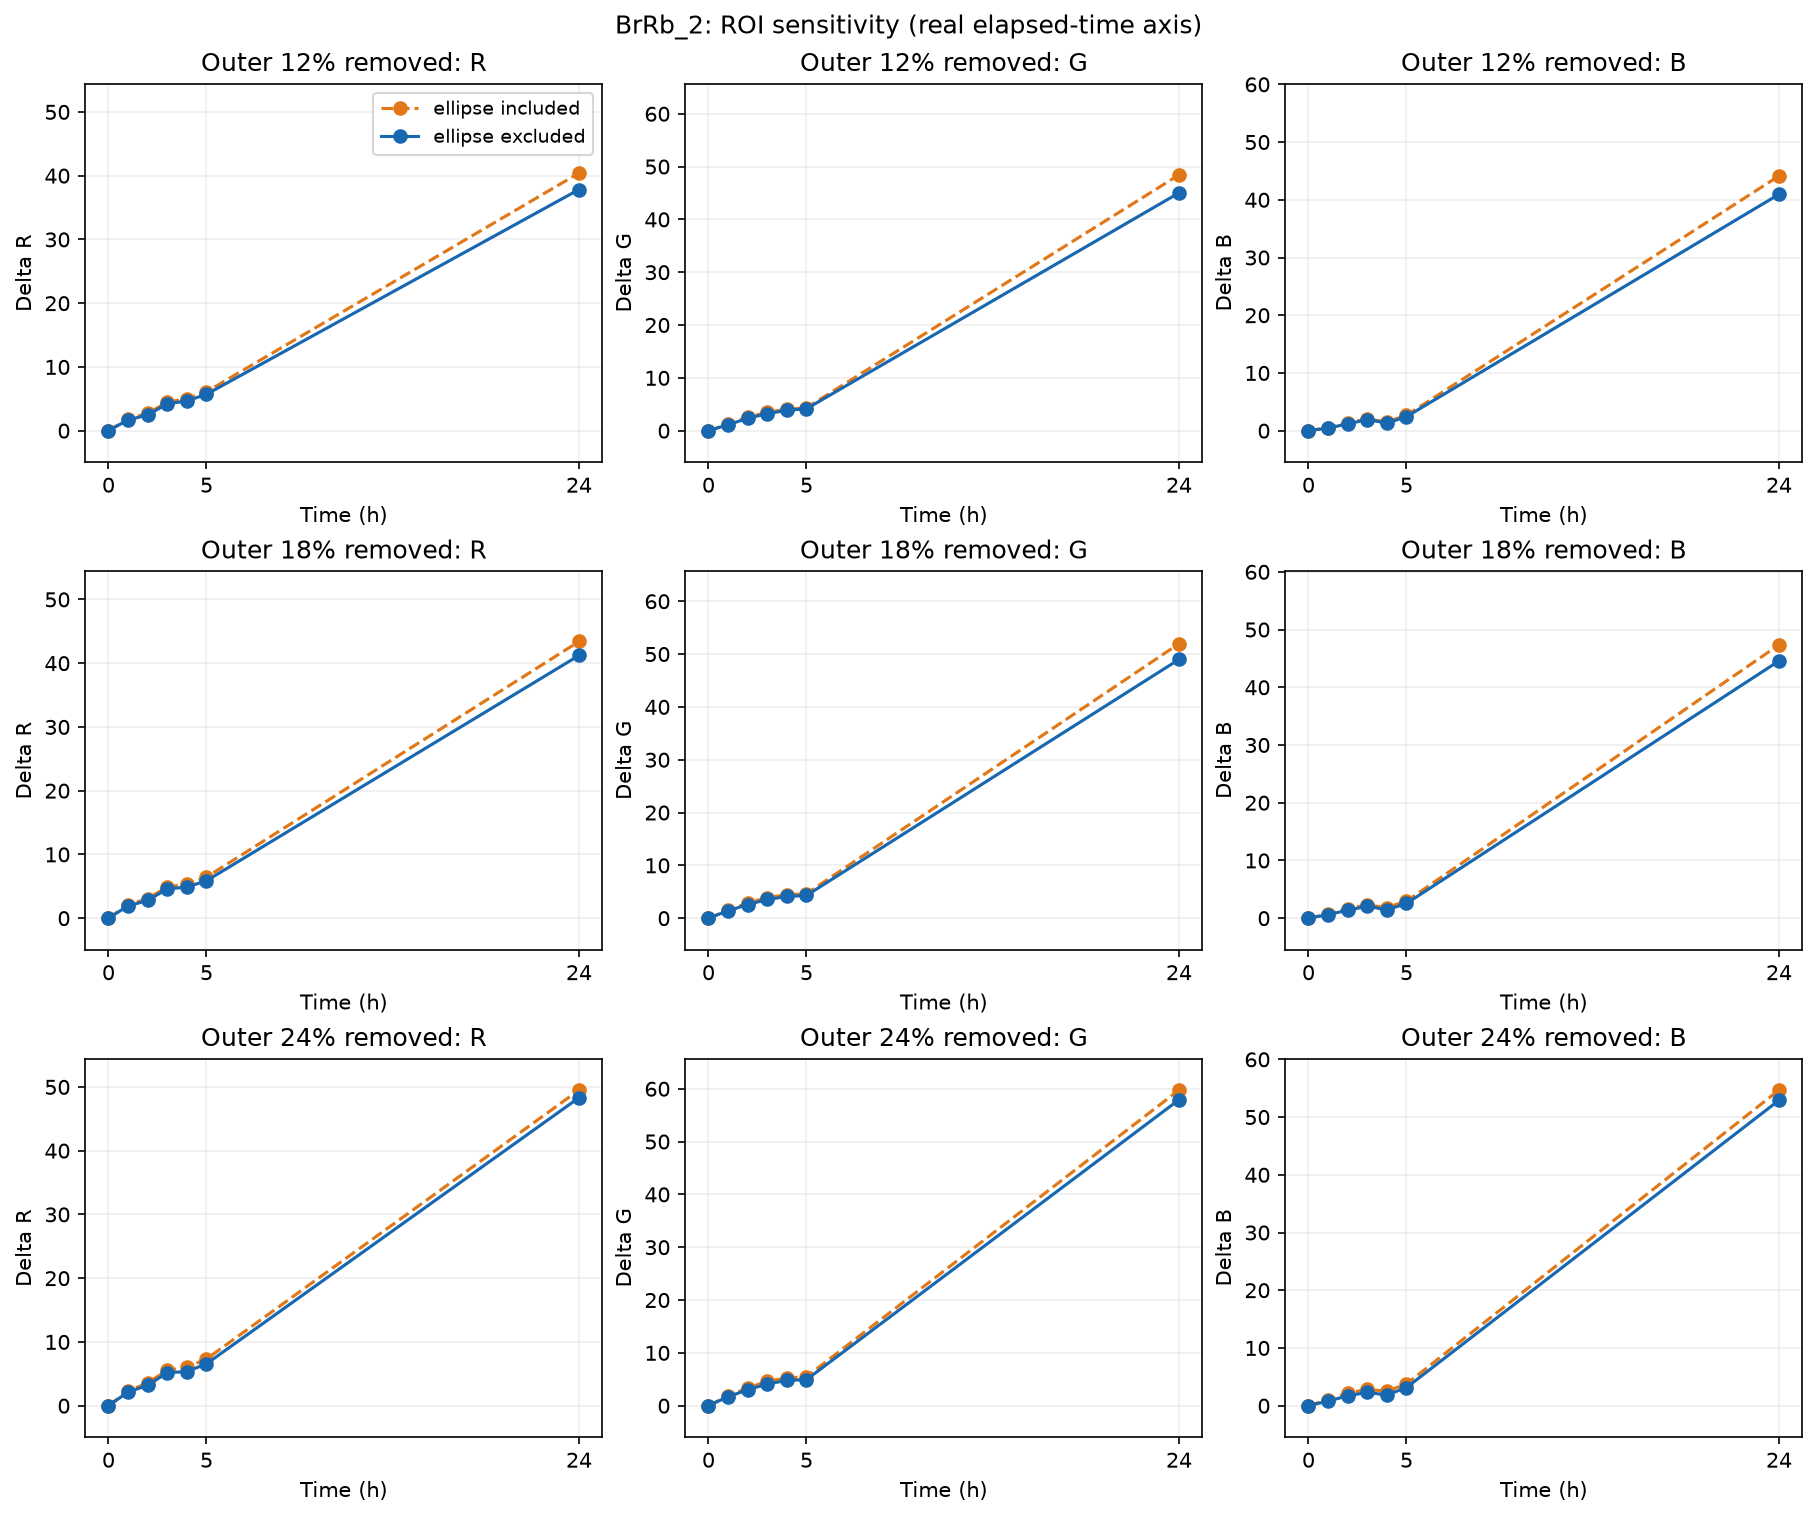 BrRb_2: ROI sensitivity (real elapsed-time axis)
Outer 12% removed: R
Delta R
50
40
30
20
10
0
ellipse included
ellipse excluded
0 5 24
Time (h)
Outer 12% removed: G
Delta G
60
50
40
30
20
10
0
0 5 24
Time (h)
Outer 12% removed: B
Delta B
60
50
40
30
20
10
0
0 5 24
Time (h)
Outer 18% removed: R
Delta R
50
40
30
20
10
0
0 5 24
Time (h)
Outer 18% removed: G
Delta G
60
50
40
30
20
10
0
0 5 24
Time (h)
Outer 18% removed: B
Delta B
60
50
40
30
20
10
0
0 5 24
Time (h)
Outer 24% removed: R
Delta R
50
40
30
20
10
0
0 5 24
Time (h)
Outer 24% removed: G
Delta G
60
50
40
30
20
10
0
0 5 24
Time (h)
Outer 24% removed: B
Delta B
60
50
40
30
20
10
0
0 5 24
Time (h)